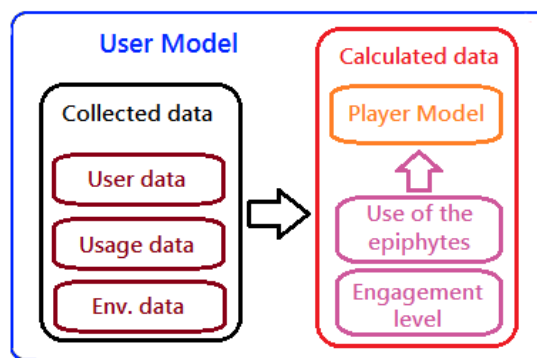 User Model
Collected data
User data
Usage data
Env. data
Calculated data
Player Model
Use of the
epiphytes
Engagement
level